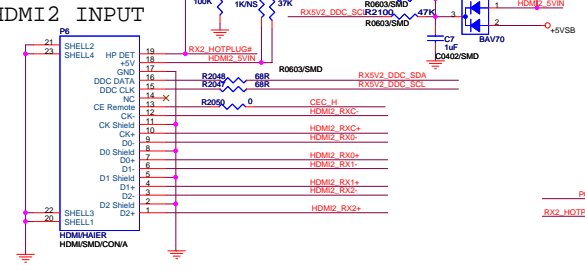 HDMI2 INPUT
100K
1K/NS
37K
R0603/SMD
RX5V2_DDC_SCL
R2100
47K
R0603/SMD
3
HDMI2_5VIN
1
2
+5VSB
BAV70
C7
1uF
C0402/SMD
P6
21 SHELL2
23 SHELL4
HP DET 19 RX2_HOTPLUG#
+5V 18 HDMI2_5VIN
GND 17
R0603/SMD
DDC DATA 16 R2048 68R RX5V2_DDC_SDA
DDC CLK 15 R2047 68R RX5V2_DDC_SCL
NC 14
CE Remote 13 R2050 0 CEC_H
CK- 12 HDMI2_RXC-
CK Shield 11
CK+ 10 HDMI2_RXC+
D0- 9 HDMI2_RX0-
D0 Shield 8
D0+ 7 HDMI2_RX0+
D1- 6 HDMI2_RX1-
D1 Shield 5
D1+ 4 HDMI2_RX1+
D2- 3 HDMI2_RX2-
D2 Shield 2
D2+ 1 HDMI2_RX2+
22 SHELL3
20 SHELL1
HDMI/HAIER
HDMI/SMD/CON/A
RX2_HOTP